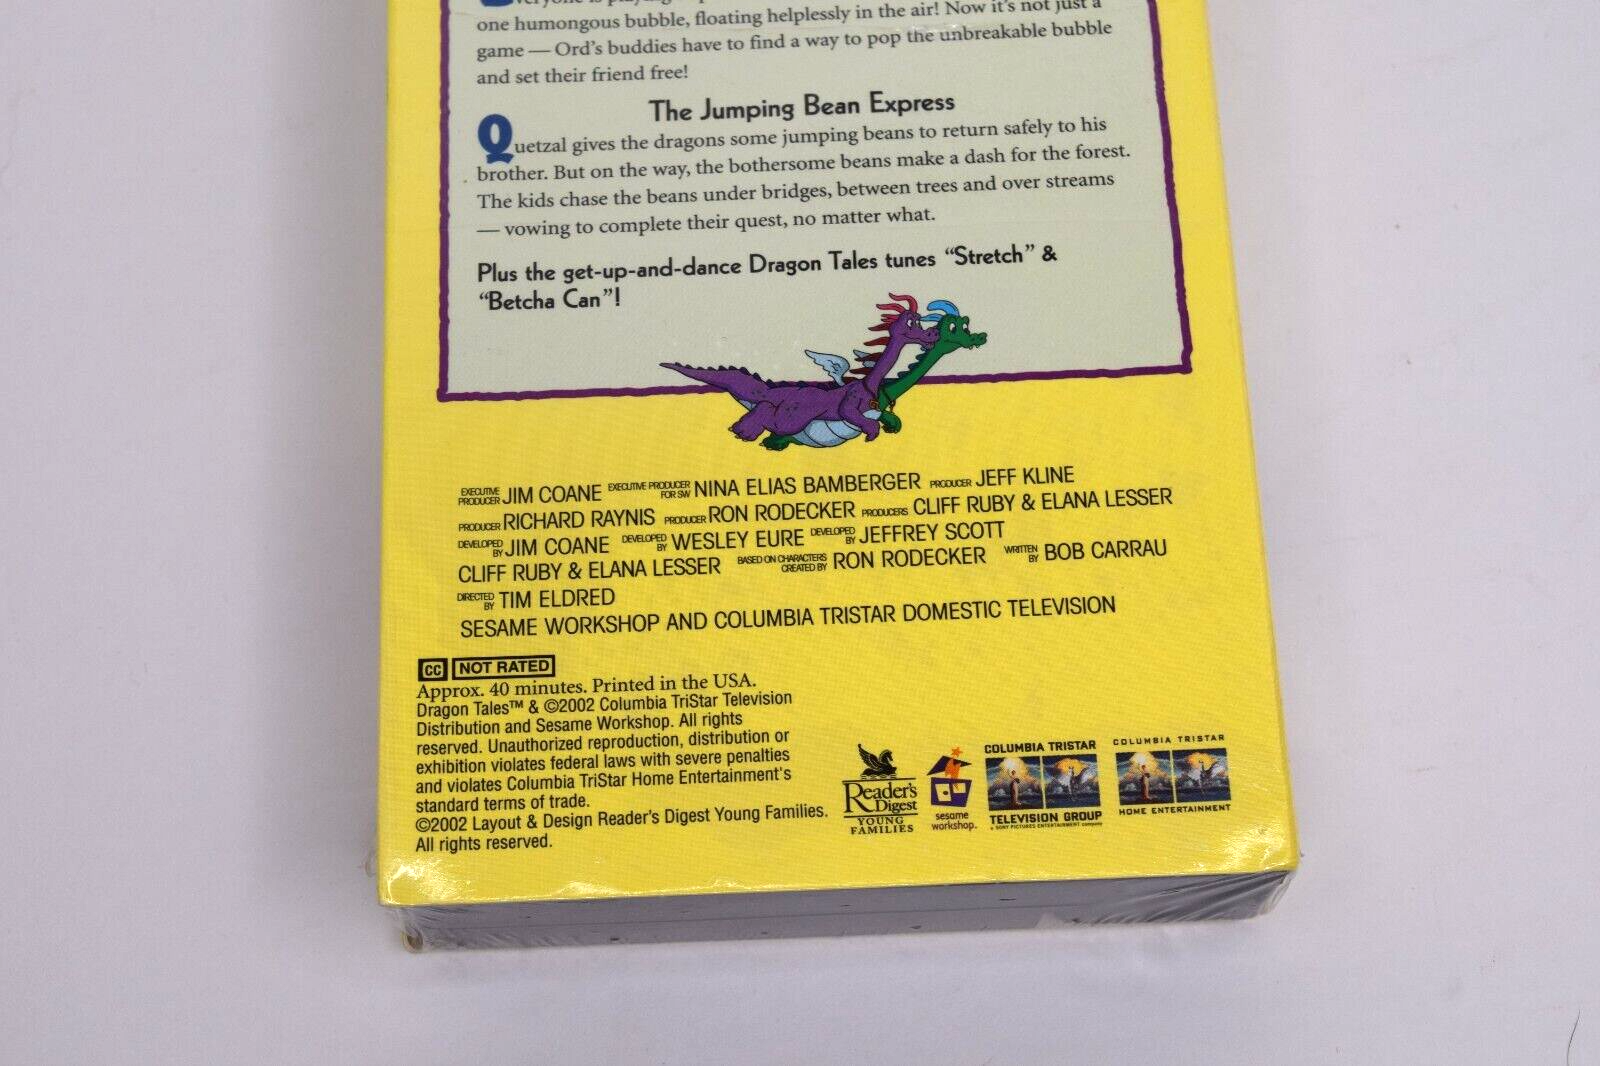 one humongous bubble, floating helplessly in the air! Now it's not just a
game — Ord's buddies have to find a way to pop the unbreakable bubble
and set their friend free!
The Jumping Bean Express
Quetzal gives the dragons some jumping beans to return safely to his
brother. But on the way, the bothersome beans make a dash for the forest.
The kids chase the beans under bridges, between trees and over streams
— vowing to complete their quest, no matter what.
Plus the get-up-and-dance Dragon Tales tunes “Stretch” &
“Betcha Can”!
EXECUTIVE PRODUCER JIM COANE EXECUTIVE PRODUCER FOR SW NINA ELIAS BAMBERGER PRODUCER JEFF KLINE
PRODUCER RICHARD RAYNIS PRODUCER RON RODECKER PRODUCERS CLIFF RUBY & ELANA LESSER
DEVELOPED BY JIM COANE DEVELOPED BY WESLEY EURE DEVELOPED BY JEFFREY SCOTT
CLIFF RUBY & ELANA LESSER BASED ON CHARACTERS CREATED BY RON RODECKER WRITTEN BY BOB CARRAU
DIRECTED BY TIM ELDRED
SESAME WORKSHOP AND COLUMBIA TRISTAR DOMESTIC TELEVISION
CC NOT RATED
Approx. 40 minutes. Printed in the USA.
Dragon Tales™ & ©2002 Columbia TriStar Television
Distribution and Sesame Workshop. All rights
reserved. Unauthorized reproduction, distribution or
exhibition violates federal laws with severe penalties
and violates Columbia TriStar Home Entertainment's
standard terms of trade.
©2002 Layout & Design Reader's Digest Young Families.
All rights reserved.
Reader's
Digest
YOUNG
FAMILIES
sesame
workshop.
COLUMBIA TRISTAR
TELEVISION GROUP
a SONY PICTURES ENTERTAINMENT company
COLUMBIA TRISTAR
HOME ENTERTAINMENT